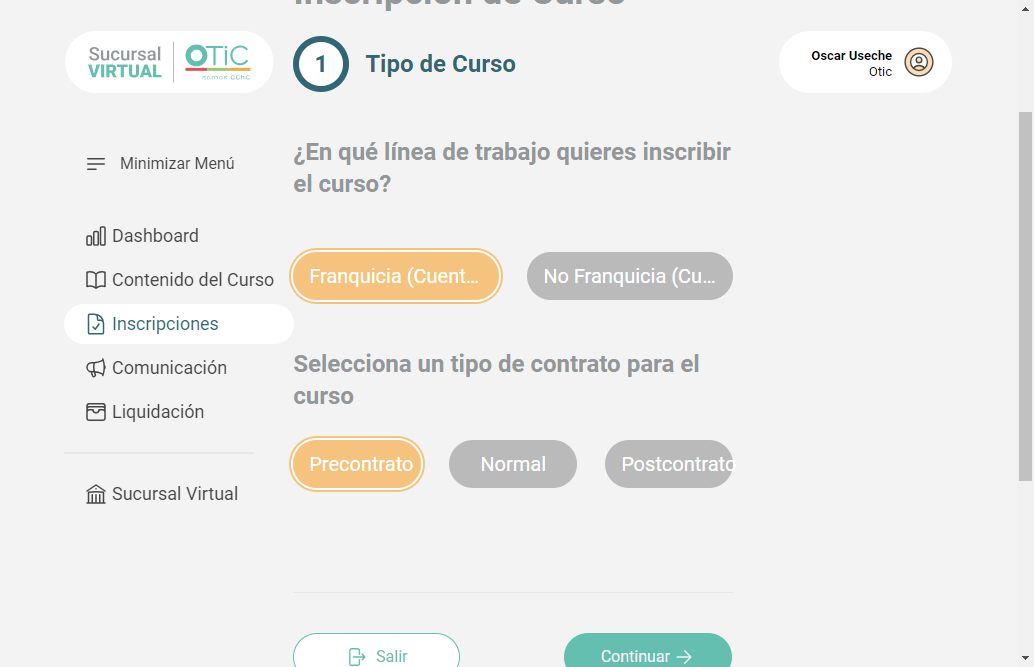 Inscripción de Curso
Sucursal
VIRTUAL
OTiC
somos CChC
1
Tipo de Curso
Oscar Useche
Otic
Minimizar Menú
¿En qué línea de trabajo quieres inscribir
el curso?
Dashboard
Contenido del Curso
Inscripciones
Comunicación
Liquidación
Sucursal Virtual
Franquicia (Cuent...
No Franquicia (Cu...
Selecciona un tipo de contrato para el
curso
Precontrato
Normal
Postcontrato
Salir
Continuar